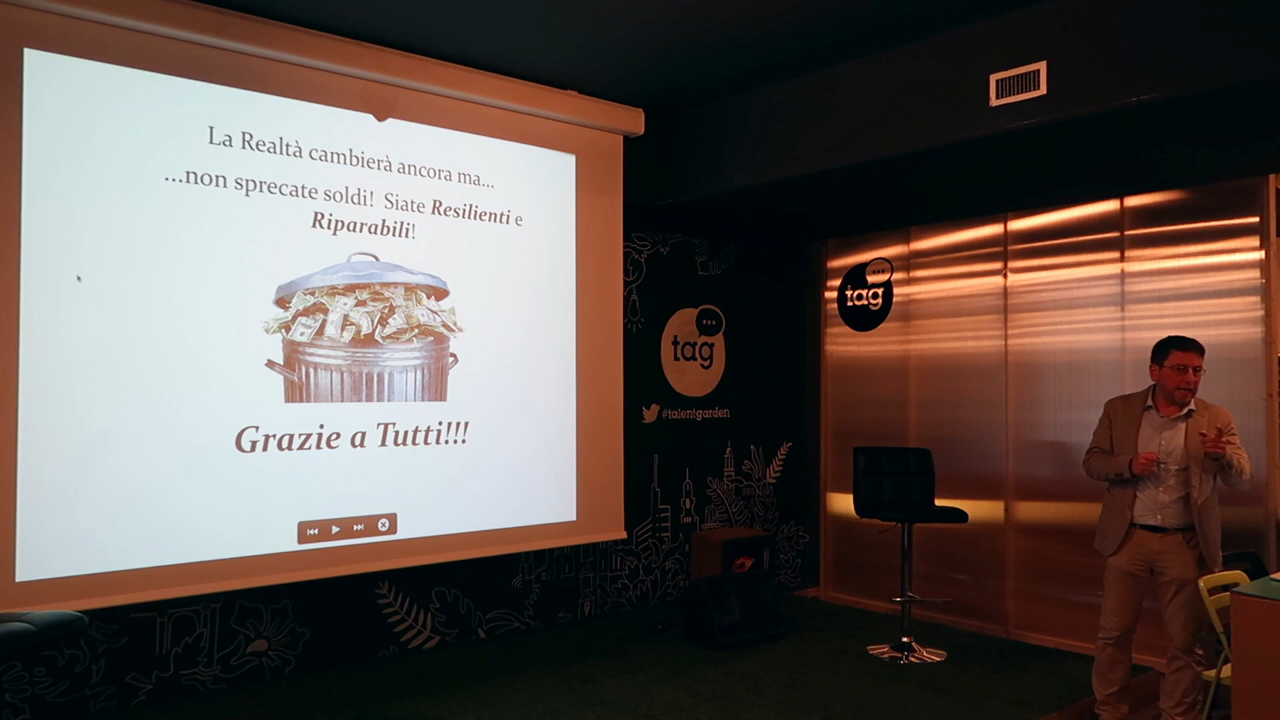 La Realtà cambierà ancora ma...
...non sprecate soldi! Siate Resilienti e
Riparabili!
Grazie a Tutti!!!
tag
#talentgarden
tag